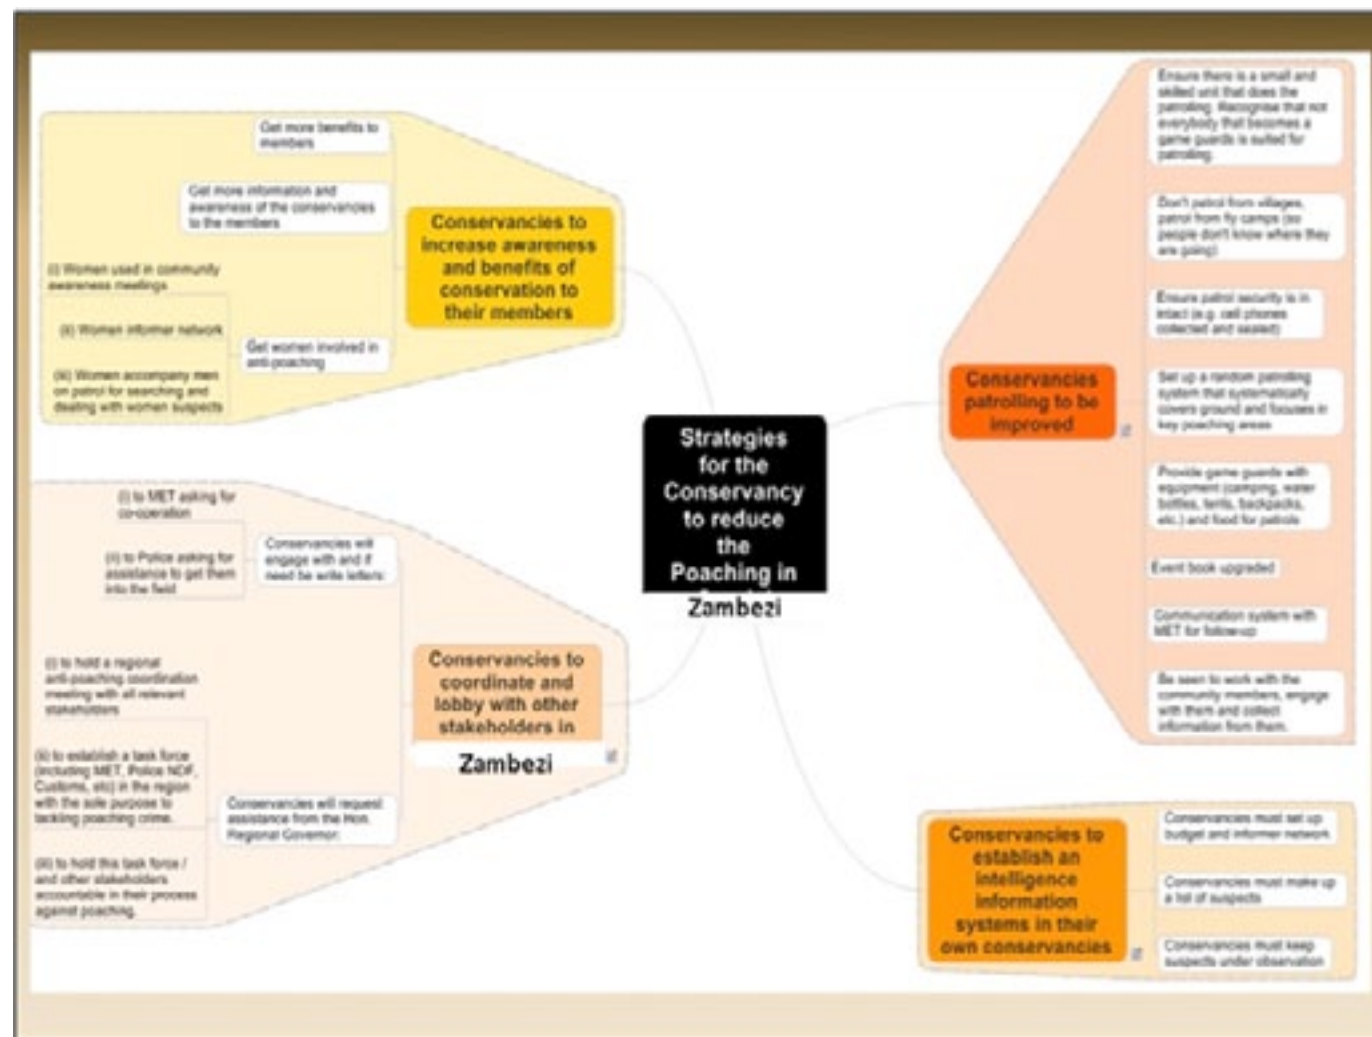 Strategies
for the
Conservancy
to reduce
the
Poaching in
Zambezi
Conservancies to
increase awareness
and benefits of
conservation to
their members
Get more benefits to
members
Get more information and
awareness of the conservancies
to the members
Get women involved in
anti-poaching
(i) Women used in community
awareness meetings
(ii) Women informer network
(iii) Women accompany men
on patrol for searching and
dealing with women suspects
Conservancies
patrolling to be
improved
Ensure there is a small and
skilled unit that does the
patrolling. Recognise that not
everybody that becomes a
game guards is suited for
patrolling.
Don't patrol from villages,
patrol from fly camps (so
people don't know where they
are going)
Ensure patrol security is in
intact (e.g. cell phones
collected and sealed)
Set up a random patrolling
system that systematically
covers ground and focuses in
key poaching areas
Provide game guards with
equipment (camping, water
bottles, tents, backpacks,
etc.) and food for patrols
Event book upgraded
Communication system with
MET for follow-up
Be seen to work with the
community members, engage
with them and collect
information from them.
Conservancies to
coordinate and
lobby with other
stakeholders in
Zambezi
Conservancies will
engage with and if
need be write letters:
(i) to MET asking for
co-operation
(ii) to Police asking for
assistance to get them
into the field
Conservancies will request
assistance from the Hon.
Regional Governor:
(i) to hold a regional
anti-poaching coordination
meeting with all relevant
stakeholders
(ii) to establish a task force
(including MET, Police NDF,
Customs, etc) in the region
with the sole purpose to
tackling poaching crime.
(iii) to hold this task force /
and other stakeholders
accountable in their process
against poaching.
Conservancies to
establish an
intelligence
information
systems in their
own conservancies
Conservancies must set up
budget and informer network
Conservancies must make up
a list of suspects
Conservancies must keep
suspects under observation